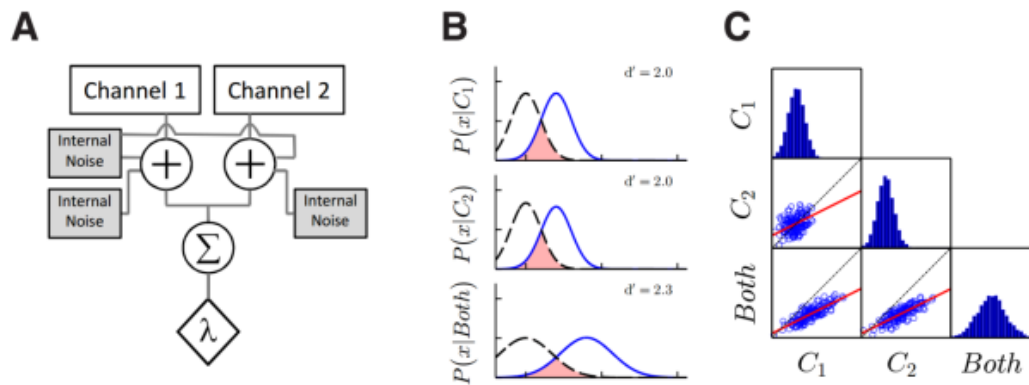 A
Channel 1
Channel 2
Internal
Noise
Internal
Noise
Internal
Noise
+
+
Σ
λ
B
P(x|C₁)
d′ = 2.0
P(x|C₂)
d′ = 2.0
P(x|Both)
d′ = 2.3
C
C₁
C₂
Both
C₁ C₂ Both